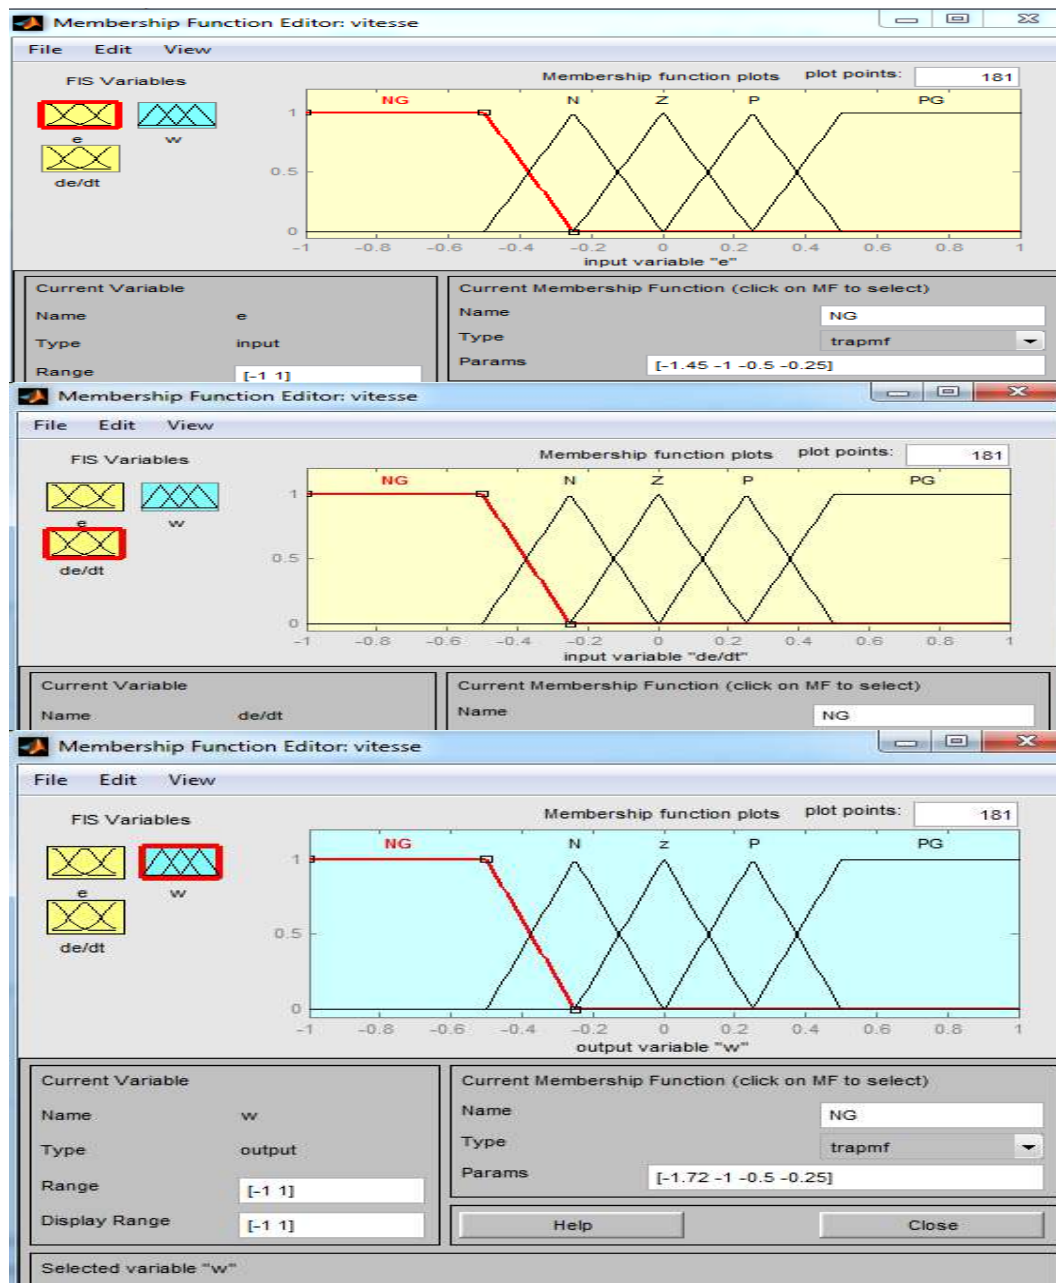 Membership Function Editor: vitesse
File Edit View
FIS Variables
Membership function plots plot points: 181
e w
de/dt
NG N Z P PG
1
0.5
0
-1 -0.8 -0.6 -0.4 -0.2 0 0.2 0.4 0.6 0.8 1
input variable "e"
Current Variable
Name e
Type input
Range [-1 1]
Current Membership Function (click on MF to select)
Name NG
Type trapmf
Params [-1.45 -1 -0.5 -0.25]
Membership Function Editor: vitesse
File Edit View
FIS Variables
Membership function plots plot points: 181
e w
de/dt
NG N Z P PG
1
0.5
0
-1 -0.8 -0.6 -0.4 -0.2 0 0.2 0.4 0.6 0.8 1
input variable "de/dt"
Current Variable
Name de/dt
Current Membership Function (click on MF to select)
Name NG
Membership Function Editor: vitesse
File Edit View
FIS Variables
Membership function plots plot points: 181
e w
de/dt
NG N z P PG
1
0.5
0
-1 -0.8 -0.6 -0.4 -0.2 0 0.2 0.4 0.6 0.8 1
output variable "w"
Current Variable
Name w
Type output
Range [-1 1]
Display Range [-1 1]
Current Membership Function (click on MF to select)
Name NG
Type trapmf
Params [-1.72 -1 -0.5 -0.25]
Help Close
Selected variable "w"